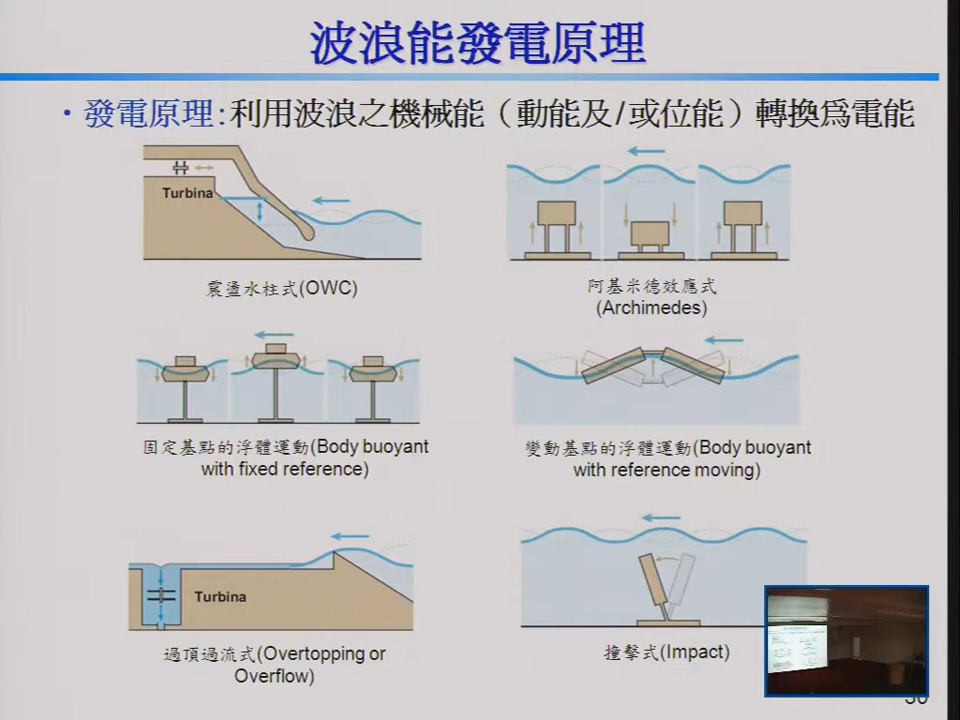 波浪能發電原理
•發電原理:利用波浪之機械能（動能及/或位能）轉換為電能
Turbina
震盪水柱式(OWC)
阿基米德效應式
(Archimedes)
固定基點的浮體運動(Body buoyant
with fixed reference)
變動基點的浮體運動(Body buoyant
with reference moving)
Turbina
過頂過流式(Overtopping or
Overflow)
撞擊式(Impact)